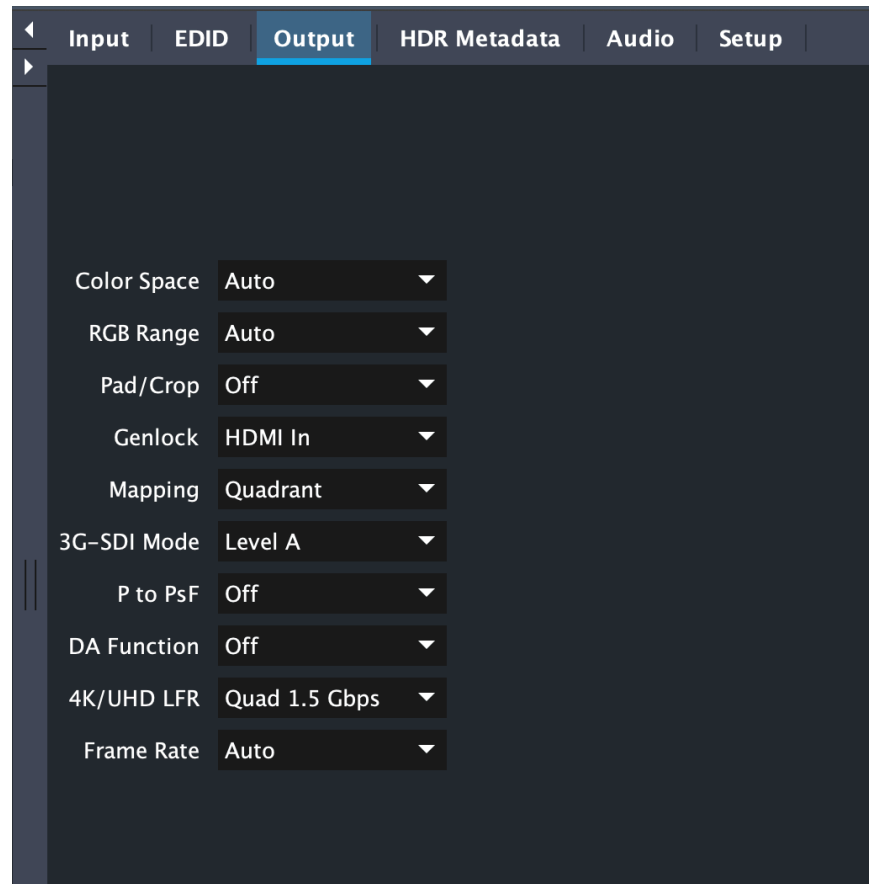 Input EDID Output HDR Metadata Audio Setup
Color Space Auto
RGB Range Auto
Pad/Crop Off
Genlock HDMI In
Mapping Quadrant
3G-SDI Mode Level A
P to PsF Off
DA Function Off
4K/UHD LFR Quad 1.5 Gbps
Frame Rate Auto